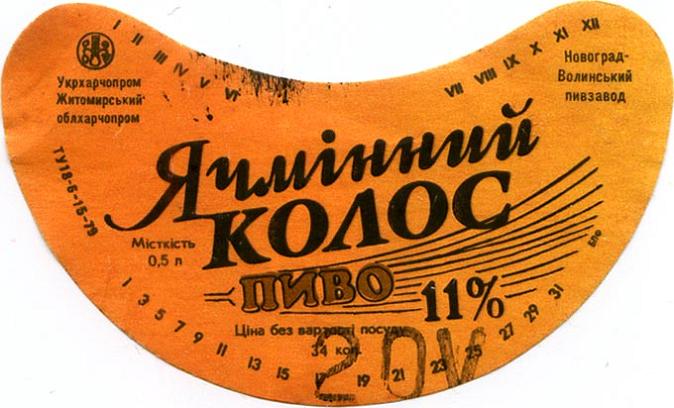 I II III IV V VI VII VIII IX X XI XII
Укрхарчопром
Житомирський
облхарчопром
Новоград-
Волинський
пивзавод
ТУ18-6-15-79
Ячмінний
КОЛОС
Місткість
0,5 л
ПИВО
11%
БПФ
Ціна без вартості посуду
34 коп.
1 3 5 7 9 11 13 15 19 21 23 25 27 29 31
20V